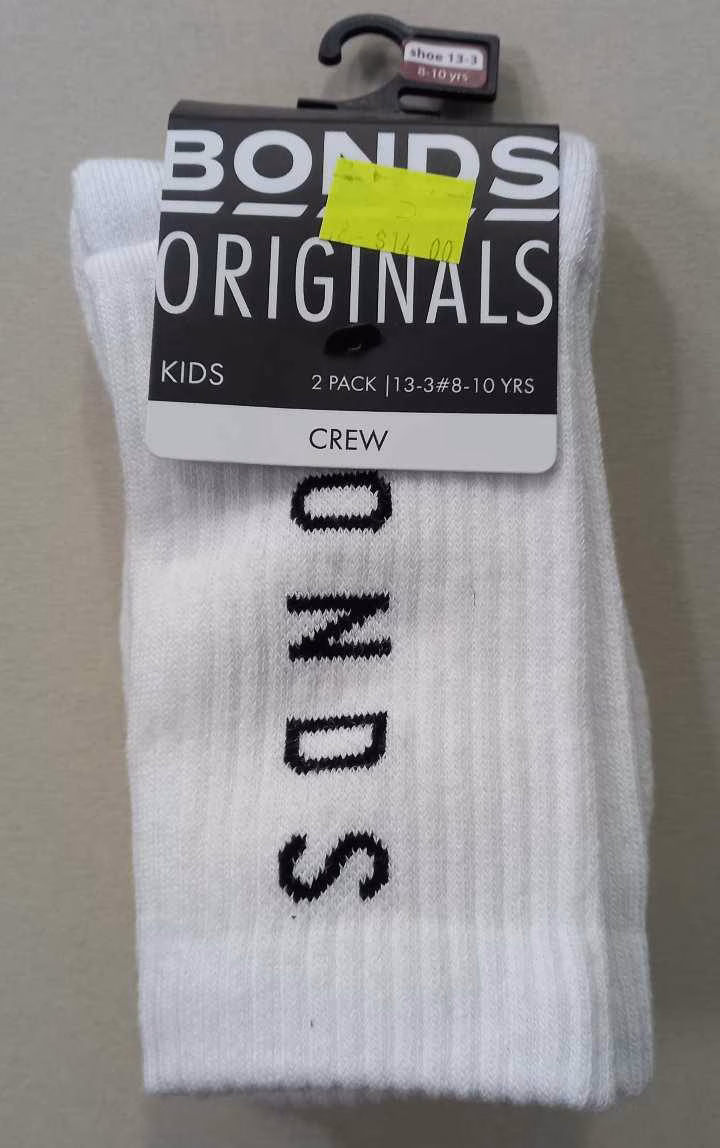 shoe 13-3
8-10 yrs
BONDS
$14.00
ORIGINALS
KIDS
2 PACK | 13-3#8-10 YRS
CREW
ONDS